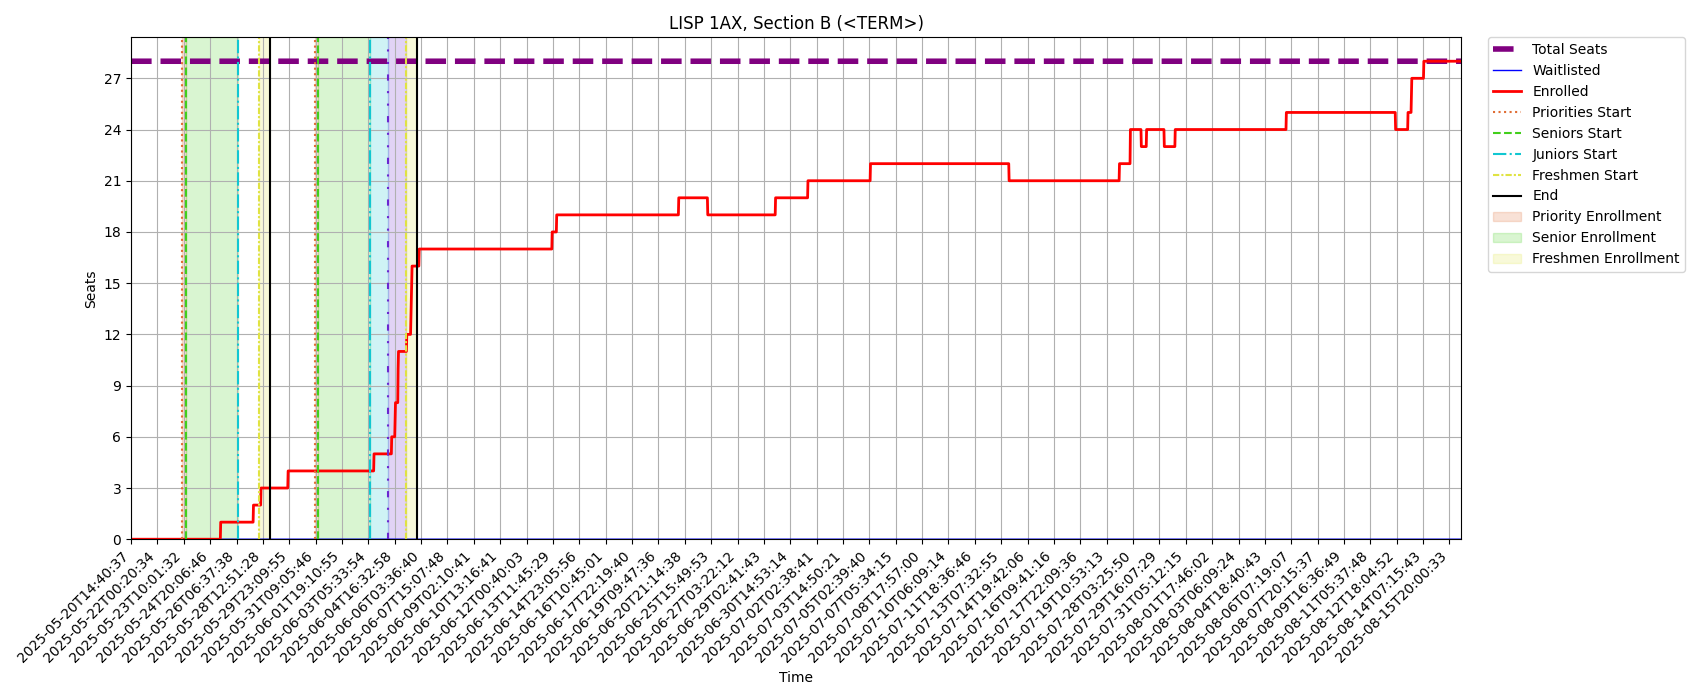 LISP 1AX, Section B (<TERM>)
Total Seats
Waitlisted
Enrolled
Priorities Start
Seniors Start
Juniors Start
Freshmen Start
End
Priority Enrollment
Senior Enrollment
Freshmen Enrollment
Seats
27
24
21
18
15
12
9
6
3
0
2025-05-20T14:40:37
2025-05-22T00:20:34
2025-05-23T10:01:32
2025-05-24T20:06:46
2025-05-26T06:37:38
2025-05-28T12:51:28
2025-05-29T23:09:55
2025-05-31T09:05:46
2025-06-01T19:10:55
2025-06-03T05:33:54
2025-06-04T16:32:58
2025-06-06T03:36:40
2025-06-07T15:07:48
2025-06-09T02:10:41
2025-06-10T13:16:41
2025-06-12T00:40:03
2025-06-13T11:45:29
2025-06-14T23:05:56
2025-06-16T10:45:01
2025-06-17T22:19:40
2025-06-19T09:47:36
2025-06-20T21:14:38
2025-06-25T15:49:53
2025-06-27T03:22:12
2025-06-29T02:41:43
2025-06-30T14:53:14
2025-07-02T02:38:41
2025-07-03T14:50:21
2025-07-05T02:39:40
2025-07-07T05:34:15
2025-07-08T17:57:00
2025-07-10T06:09:14
2025-07-11T18:36:46
2025-07-13T07:32:55
2025-07-14T19:42:06
2025-07-16T09:41:16
2025-07-17T22:09:36
2025-07-19T10:53:13
2025-07-28T03:25:50
2025-07-29T16:07:29
2025-07-31T05:12:15
2025-08-01T17:46:02
2025-08-03T06:09:24
2025-08-04T18:40:43
2025-08-06T07:19:07
2025-08-07T20:15:37
2025-08-09T16:36:49
2025-08-11T05:37:48
2025-08-12T18:04:52
2025-08-14T07:15:43
2025-08-15T20:00:33
Time